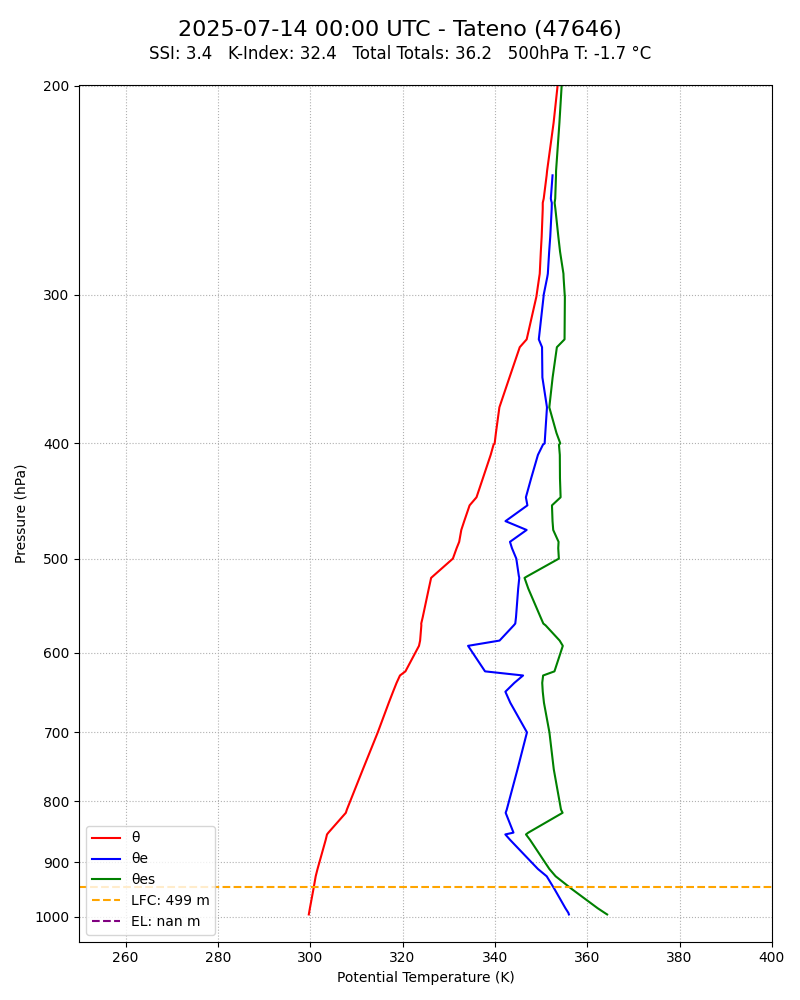 2025-07-14 00:00 UTC - Tateno (47646)
SSI: 3.4 K-Index: 32.4 Total Totals: 36.2 500hPa T: -1.7 °C
200
300
400
500
600
700
800
900
1000
Pressure (hPa)
θ
θe
θes
LFC: 499 m
EL: nan m
260 280 300 320 340 360 380 400
Potential Temperature (K)